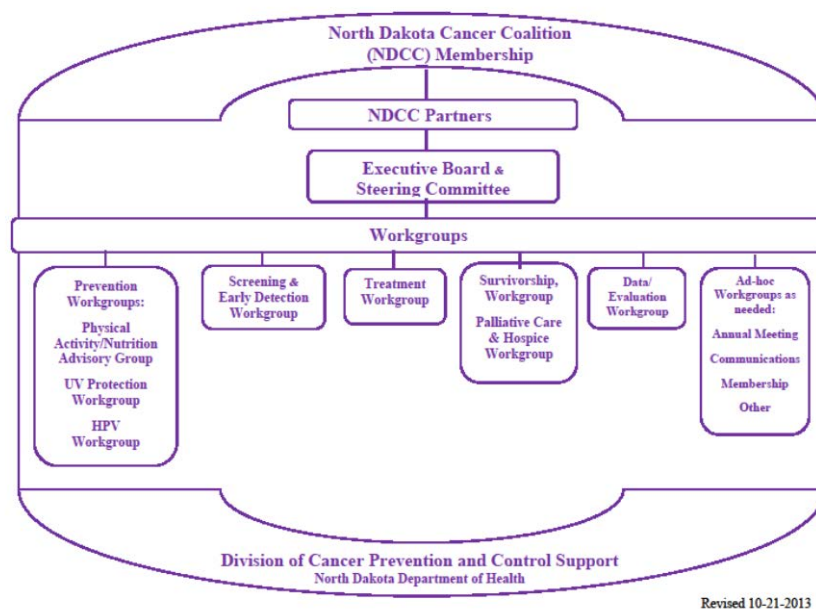 North Dakota Cancer Coalition
(NDCC) Membership
NDCC Partners
Executive Board &
Steering Committee
Workgroups
Prevention
Workgroups:
Physical
Activity/Nutrition
Advisory Group
UV Protection
Workgroup
HPV
Workgroup
Screening &
Early Detection
Workgroup
Treatment
Workgroup
Survivorship,
Workgroup
Palliative Care
& Hospice
Workgroup
Data/
Evaluation
Workgroup
Ad-hoc
Workgroups as
needed:
Annual Meeting
Communications
Membership
Other
Division of Cancer Prevention and Control Support
North Dakota Department of Health
Revised 10-21-2013